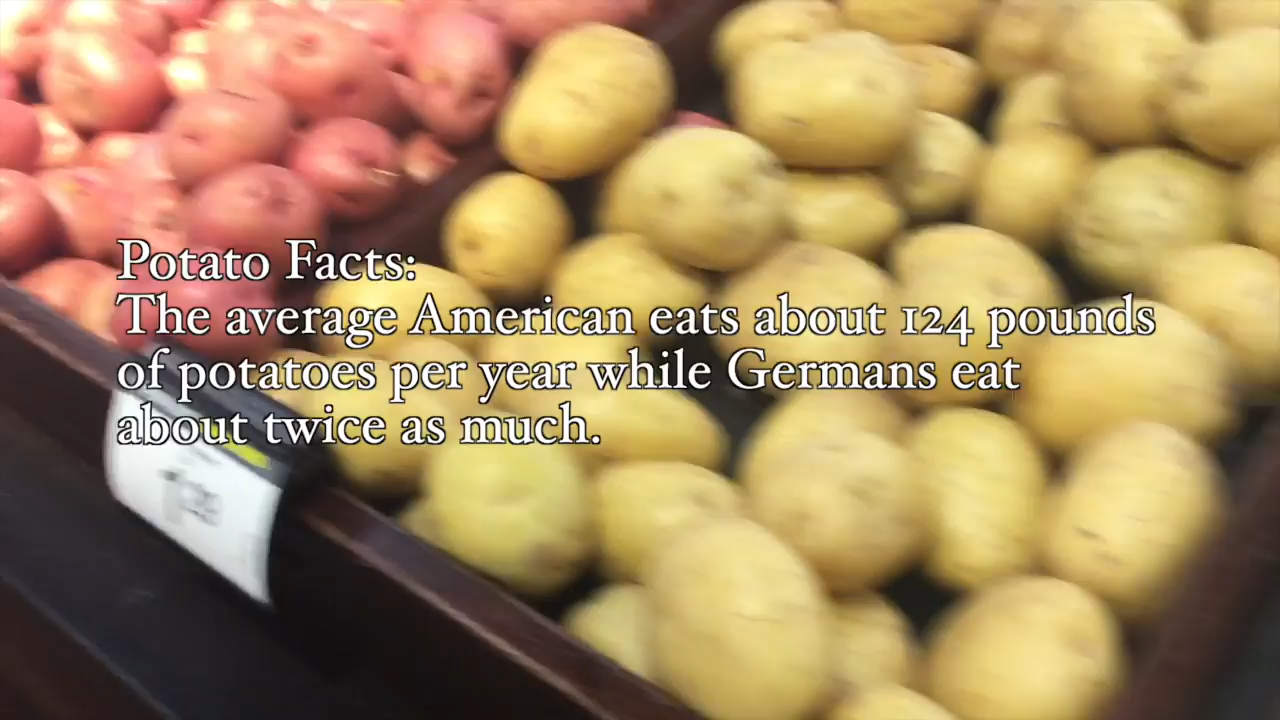 Potato Facts:
The average American eats about 124 pounds
of potatoes per year while Germans eat
about twice as much.